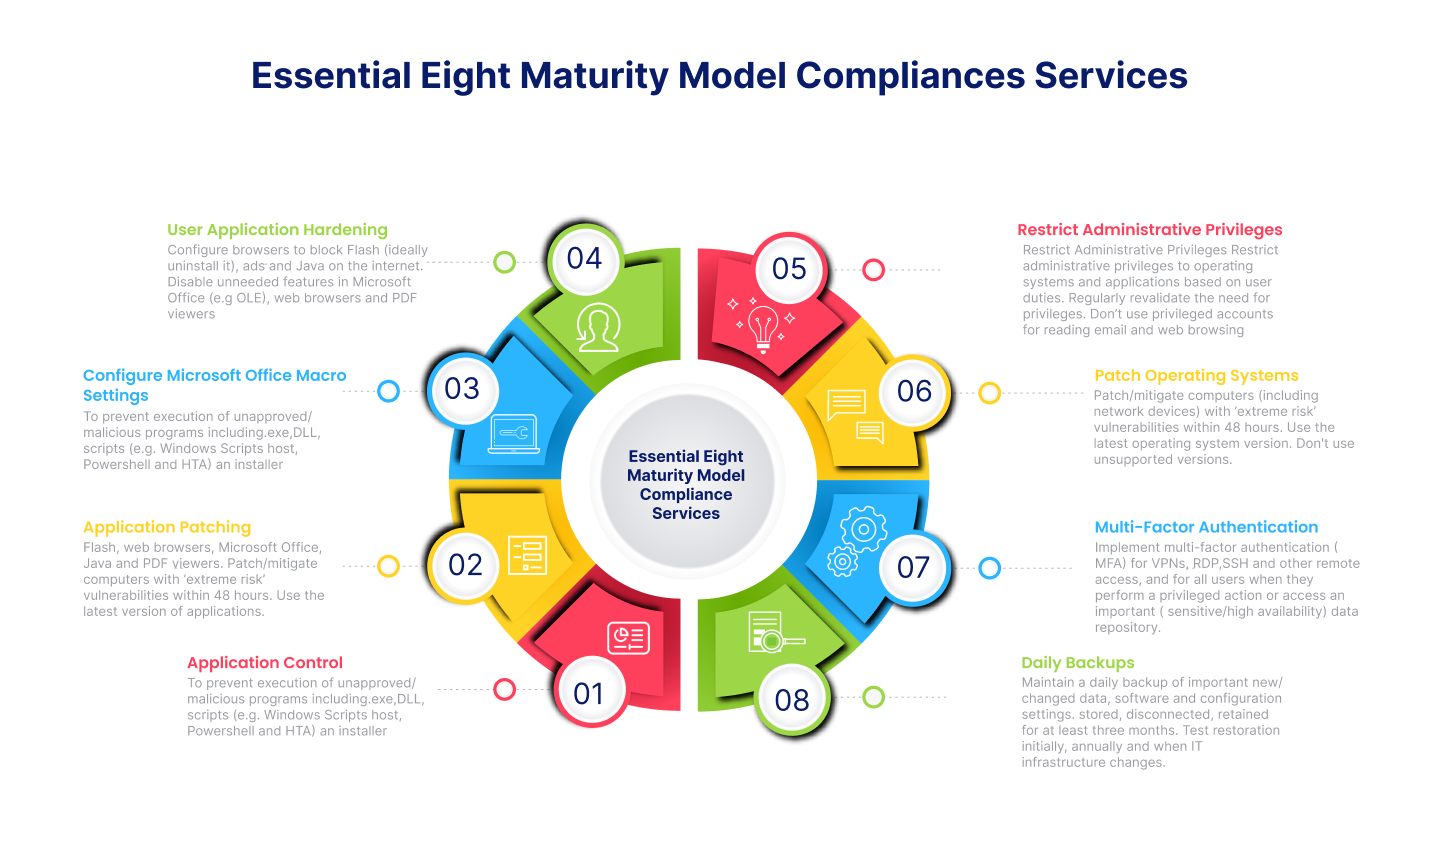 Essential Eight Maturity Model Compliances Services
User Application Hardening
Configure browsers to block Flash (ideally
uninstall it), ads and Java on the internet.
Disable unneeded features in Microsoft
Office (e.g OLE), web browsers and PDF
viewers
04
Configure Microsoft Office Macro
Settings
To prevent execution of unapproved/
malicious programs including.exe,DLL,
scripts (e.g. Windows Scripts host,
Powershell and HTA) an installer
03
Application Patching
Flash, web browsers, Microsoft Office,
Java and PDF viewers. Patch/mitigate
computers with ‘extreme risk’
vulnerabilities within 48 hours. Use the
latest version of applications.
02
Application Control
To prevent execution of unapproved/
malicious programs including.exe,DLL,
scripts (e.g. Windows Scripts host,
Powershell and HTA) an installer
01
Essential Eight
Maturity Model
Compliance
Services
05
Restrict Administrative Privileges
Restrict Administrative Privileges Restrict
administrative privileges to operating
systems and applications based on user
duties. Regularly revalidate the need for
privileges. Don’t use privileged accounts
for reading email and web browsing
06
Patch Operating Systems
Patch/mitigate computers (including
network devices) with ‘extreme risk’
vulnerabilities within 48 hours. Use the
latest operating system version. Don't use
unsupported versions.
07
Multi-Factor Authentication
Implement multi-factor authentication (
MFA) for VPNs, RDP,SSH and other remote
access, and for all users when they
perform a privileged action or access an
important ( sensitive/high availability) data
repository.
08
Daily Backups
Maintain a daily backup of important new/
changed data, software and configuration
settings. stored, disconnected, retained
for at least three months. Test restoration
initially, annually and when IT
infrastructure changes.